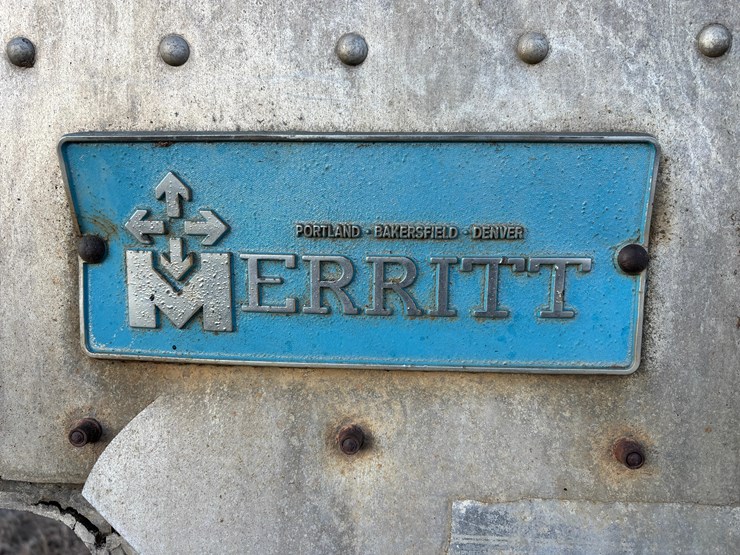 PORTLAND · BAKERSFIELD · DENVER
MERRITT